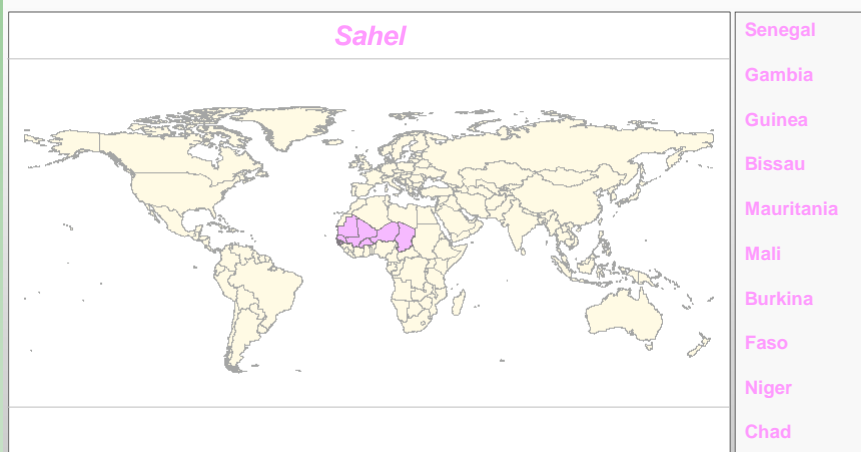 Sahel
Senegal
Gambia
Guinea
Bissau
Mauritania
Mali
Burkina
Faso
Niger
Chad